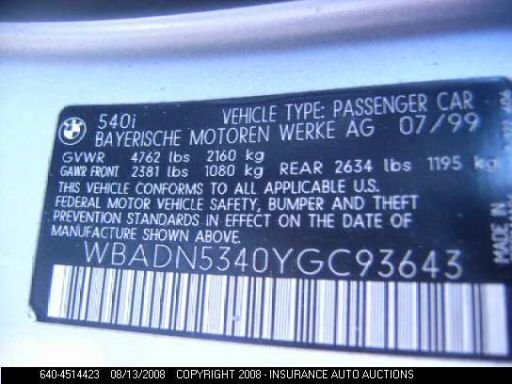 540i VEHICLE TYPE: PASSENGER CAR
BAYERISCHE MOTOREN WERKE AG 07/99
GVWR 4762 lbs 2160 kg
GAWR FRONT 2381 lbs 1080 kg REAR 2634 lbs 1195 kg
THIS VEHICLE CONFORMS TO ALL APPLICABLE U.S.
FEDERAL MOTOR VEHICLE SAFETY, BUMPER AND THEFT
PREVENTION STANDARDS IN EFFECT ON THE DATE OF
MANUFACTURE SHOWN ABOVE.
WBADN5340YGC93643
MADE IN
640-4514423 08/13/2008 COPYRIGHT 2008 - INSURANCE AUTO AUCTIONS